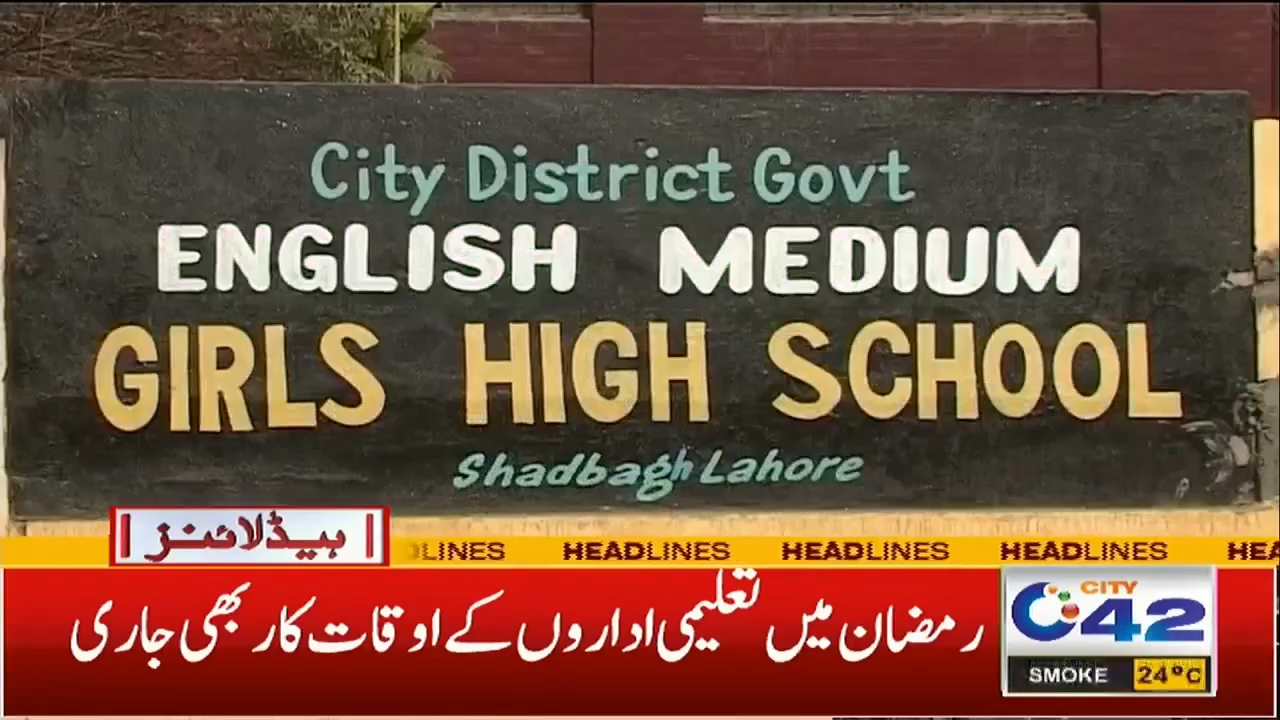 City District Govt
ENGLISH MEDIUM
GIRLS HIGH SCHOOL
Shadbagh Lahore
ہیڈلائنز
LINES HEADLINES HEADLINES HEADLINES HEA
رمضان میں تعلیمی اداروں کے اوقات کار بھی جاری
CITY
42
SMOKE 24°C